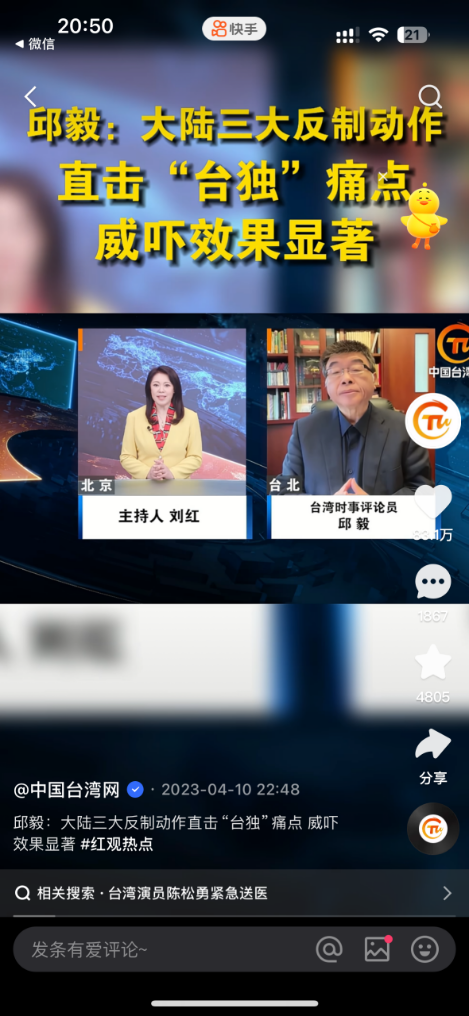 20:50
快手
21
◀ 微信
邱毅：大陆三大反制动作
直击“台独”痛点
威吓效果显著
中国台湾
北京
台北
主持人 刘红
台湾时事评论员
邱 毅
1867
4805
分享
@中国台湾网 · 2023-04-10 22:48
邱毅：大陆三大反制动作直击“台独”痛点 威吓
效果显著 #红观热点
相关搜索 · 台湾演员陈松勇紧急送医
发条有爱评论~